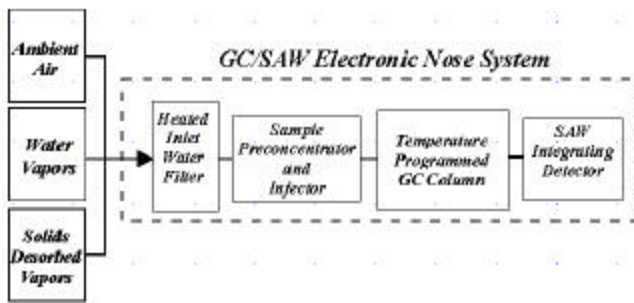 Ambient
Air
Water
Vapors
Solids
Desorbed
Vapors
GC/SAW Electronic Nose System
Heated
Inlet
Water
Filter
Sample
Preconcentrator
and
Injector
Temperature
Programmed
GC Column
SAW
Integrating
Detector